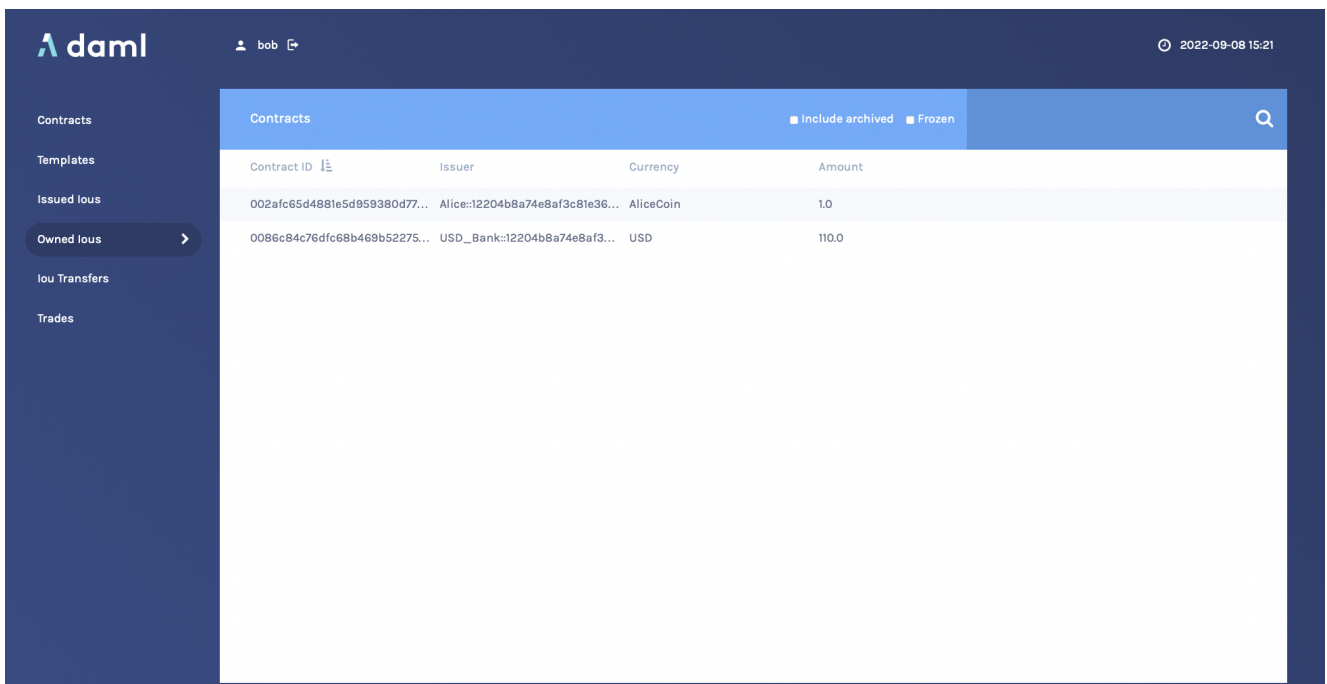 daml
bob
2022-09-08 15:21
Contracts
Templates
Issued Ious
Owned Ious
Iou Transfers
Trades
Contracts
Include archived
Frozen
Contract ID Issuer Currency Amount
002afc65d4881e5d959380d77... Alice::12204b8a74e8af3c81e36... AliceCoin 1.0
0086c84c76dfc68b469b52275... USD_Bank::12204b8a74e8af3... USD 110.0